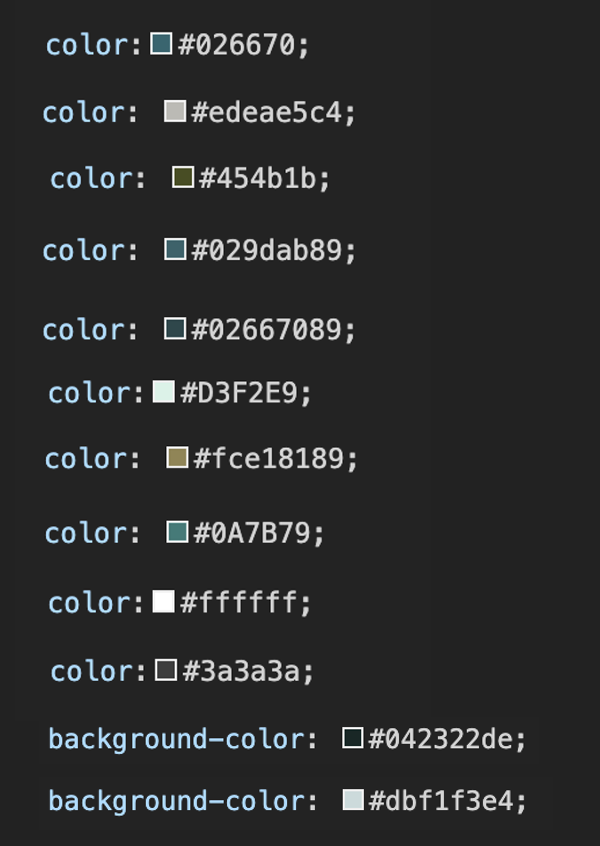 color: #026670;
color: #edeae5c4;
color: #454b1b;
color: #029dab89;
color: #02667089;
color: #D3F2E9;
color: #fce18189;
color: #0A7B79;
color: #ffffff;
color: #3a3a3a;
background-color: #042322de;
background-color: #dbf1f3e4;